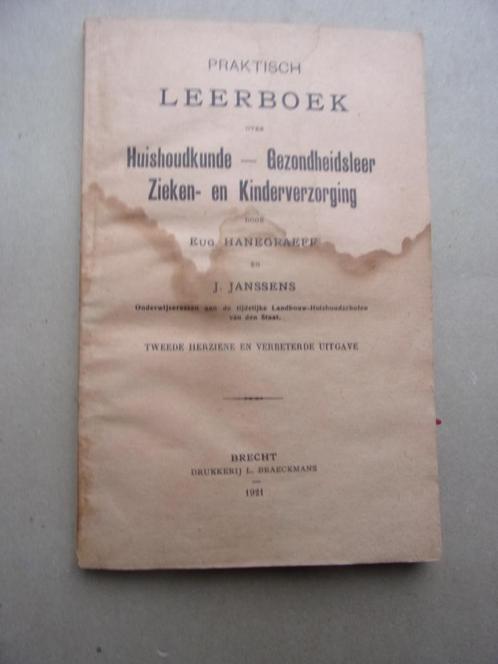 PRAKTISCH
LEERBOEK
OVER
Huishoudkunde — Gezondheidsleer
Zieken- en Kinderverzorging
DOOR
EUG. HANEGRAEFF
EN
J. JANSSENS
Onderwijzeressen aan de tijdelijke Landbouw-Huishoudscholen
van den Staat.
TWEEDE HERZIENE EN VERBETERDE UITGAVE
BRECHT
DRUKKERIJ L. BRAECKMANS
—
1921